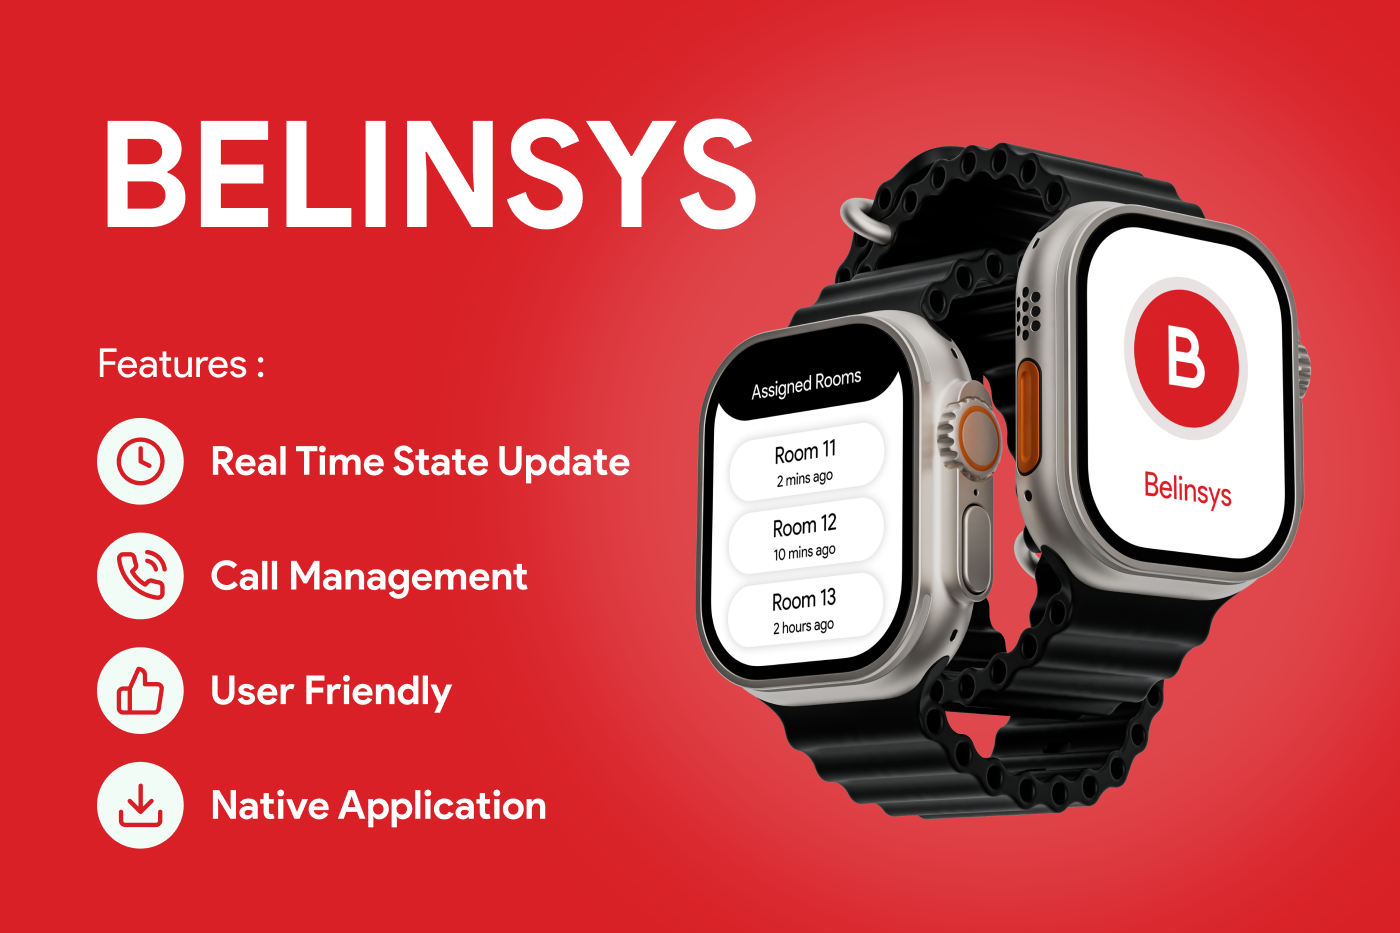 BELINSYS
Features :
Real Time State Update
Call Management
User Friendly
Native Application
Assigned Rooms
Room 11
2 mins ago
Room 12
10 mins ago
Room 13
2 hours ago
B
Belinsys